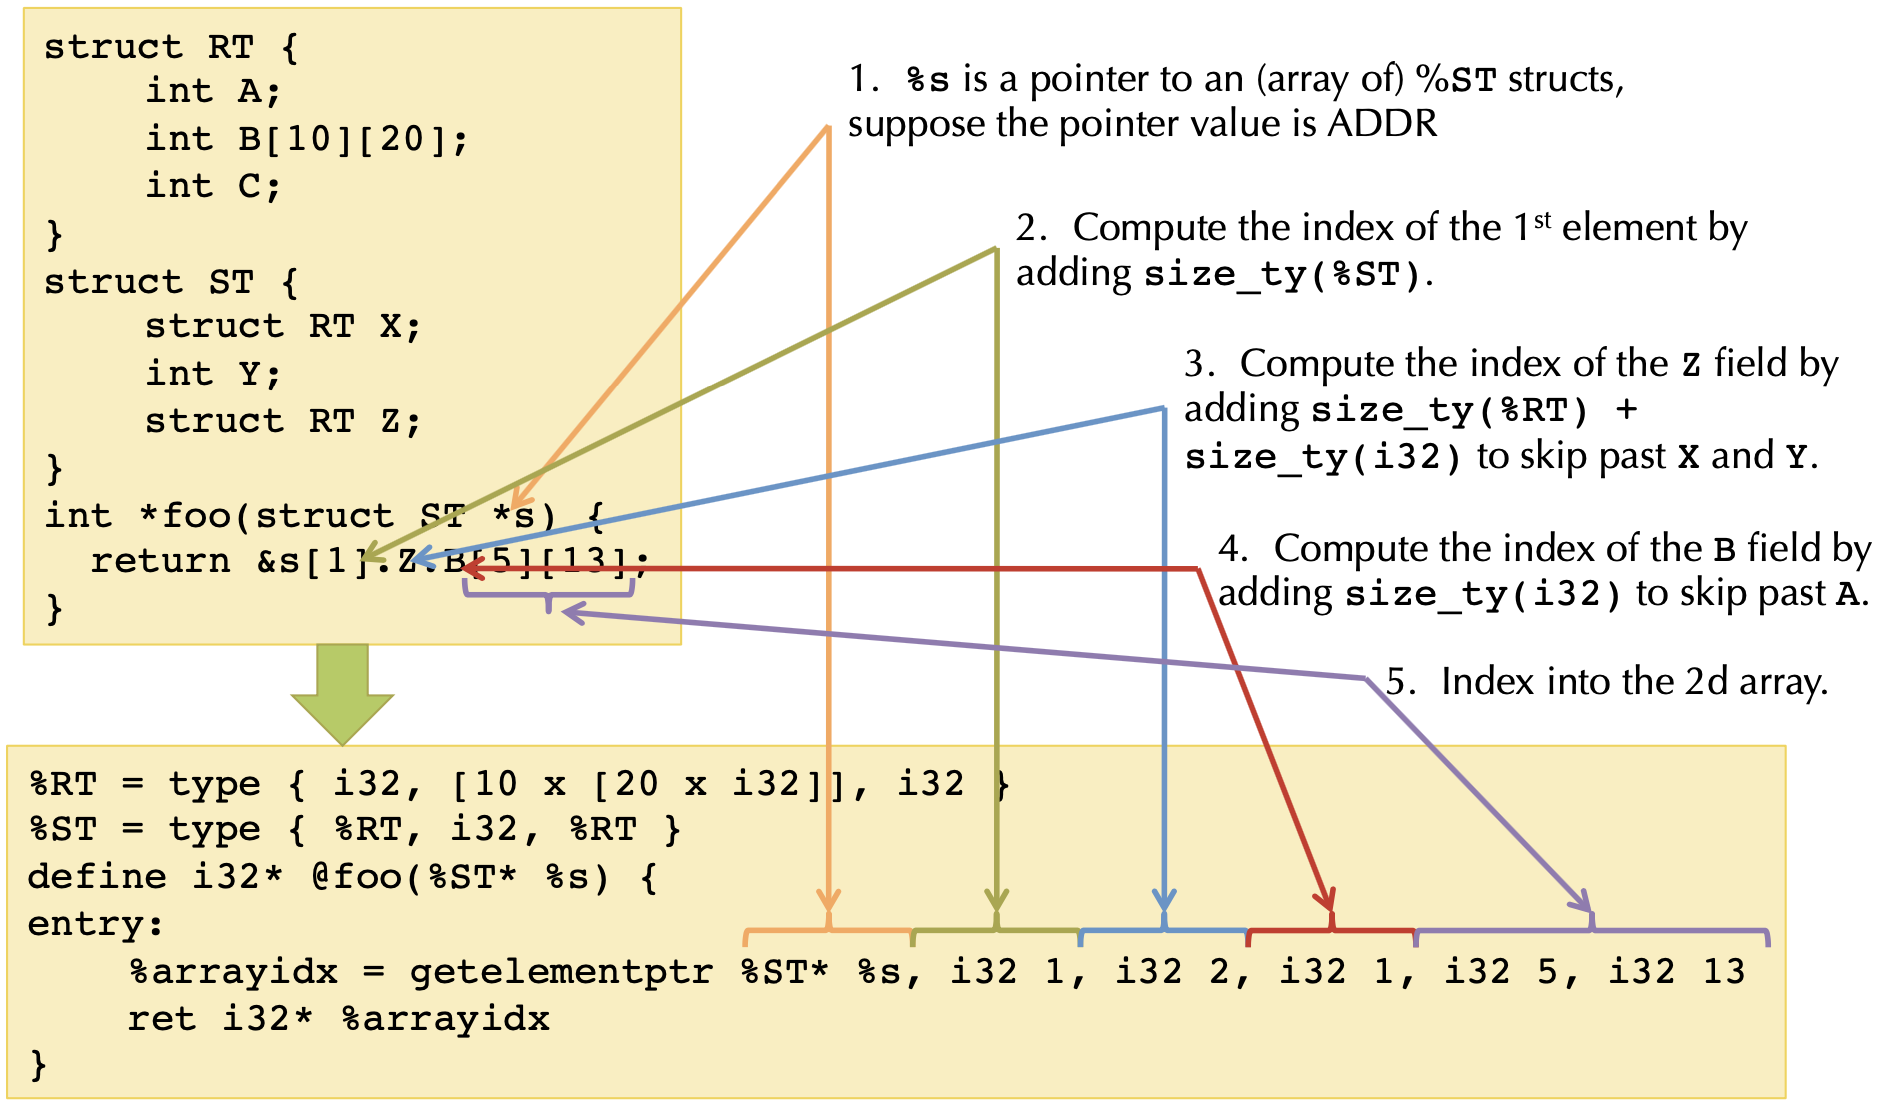 struct RT {
int A;
int B[10][20];
int C;
}
struct ST {
struct RT X;
int Y;
struct RT Z;
}
int *foo(struct ST *s) {
return &s[1].Z.B[5][13];
}
1. %s is a pointer to an (array of) %ST structs,
suppose the pointer value is ADDR
2. Compute the index of the 1st element by
adding size_ty(%ST).
3. Compute the index of the Z field by
adding size_ty(%RT) +
size_ty(i32) to skip past X and Y.
4. Compute the index of the B field by
adding size_ty(i32) to skip past A.
5. Index into the 2d array.
%RT = type { i32, [10 x [20 x i32]], i32 }
%ST = type { %RT, i32, %RT }
define i32* @foo(%ST* %s) {
entry:
%arrayidx = getelementptr %ST* %s, i32 1, i32 2, i32 1, i32 5, i32 13
ret i32* %arrayidx
}